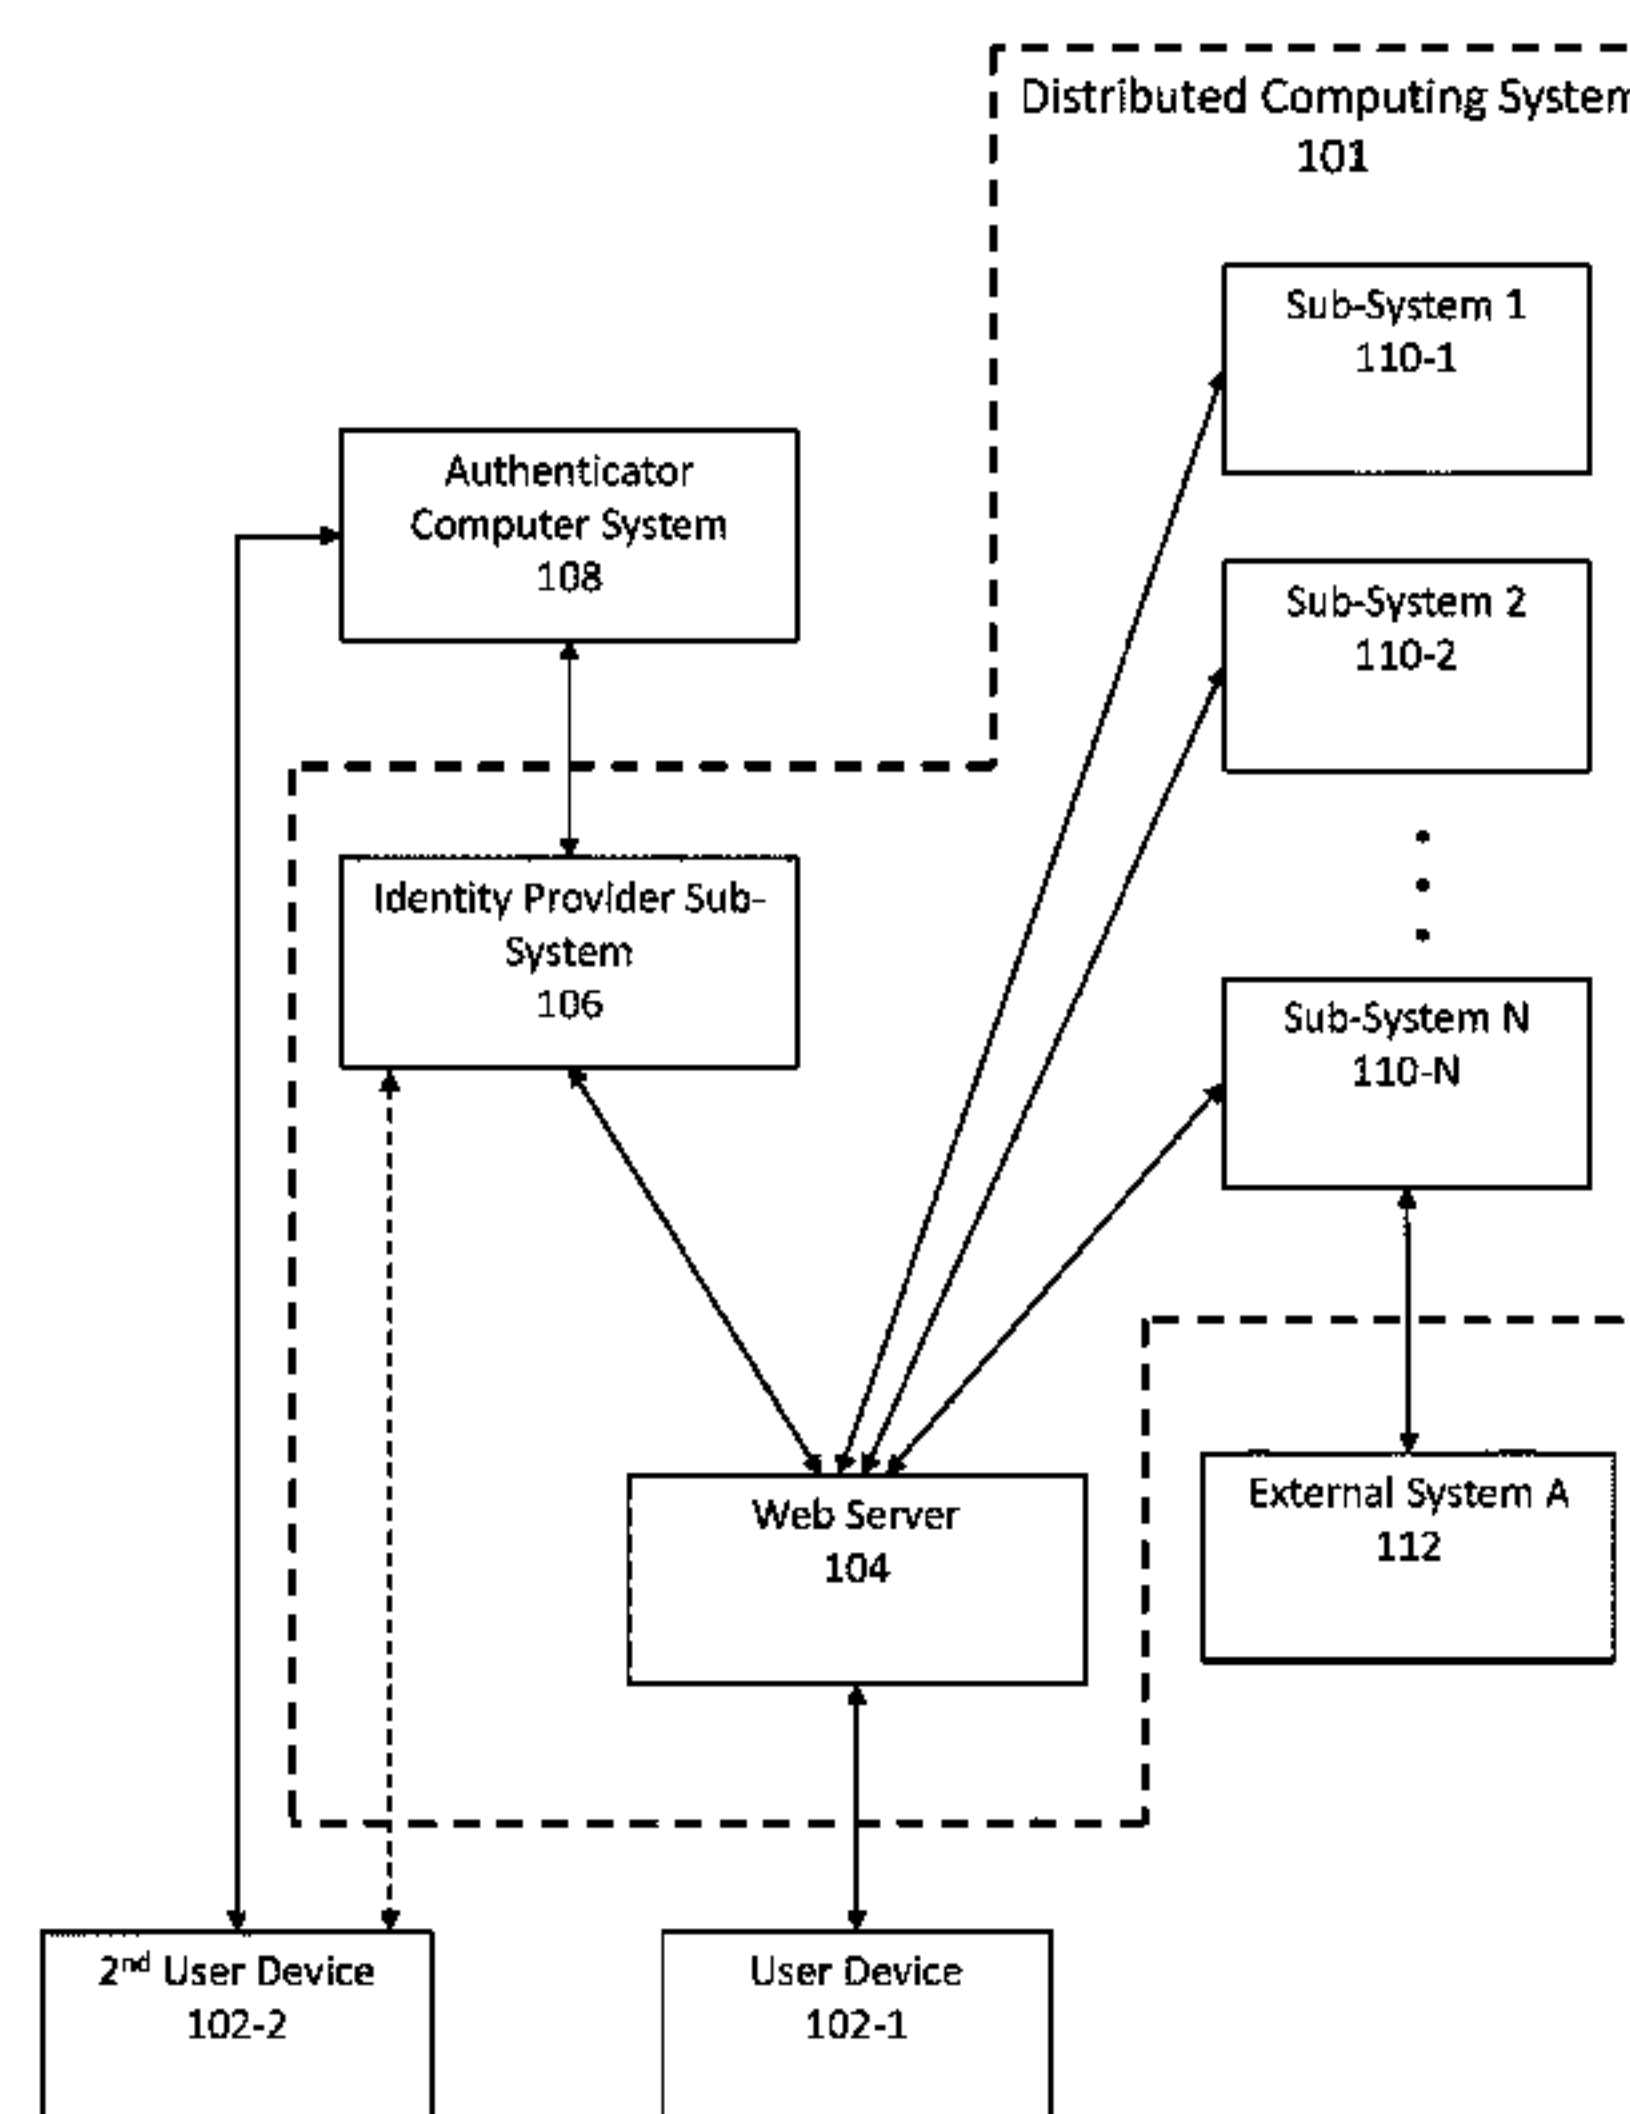 Distributed Computing System
101
Sub-System 1
110-1
Authenticator
Computer System
108
Sub-System 2
110-2
Identity Provider Sub-
System
106
Sub-System N
110-N
Web Server
104
External System A
112
2nd User Device
102-2
User Device
102-1